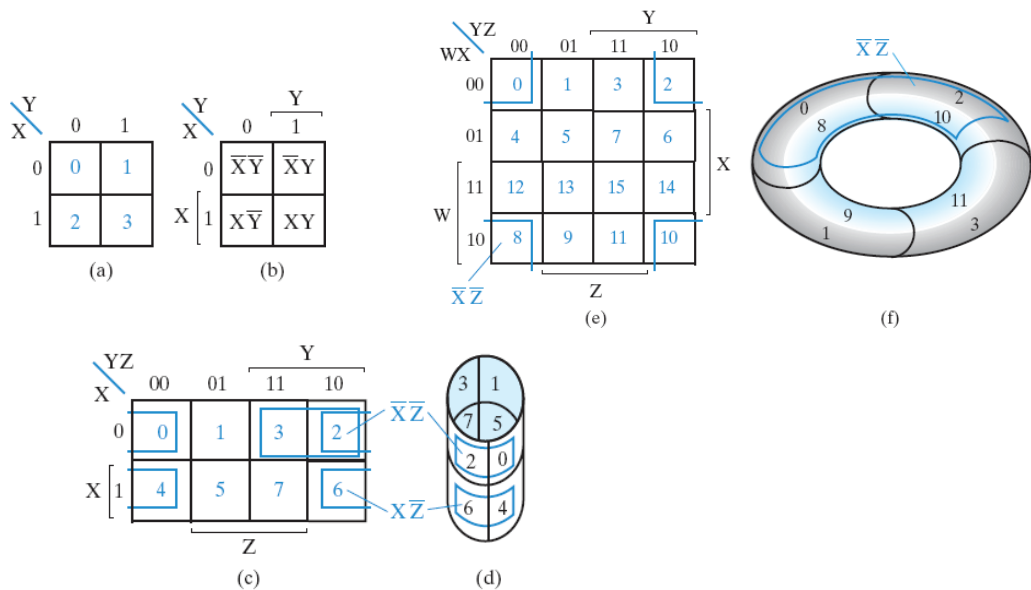 Y
X
0 1
0 0 1
1 2 3
(a)
Y
X
Y
0 1
0 X̅Y̅ X̅Y
X 1 XY̅ XY
(b)
YZ
WX
Y
00 01 11 10
00 0 1 3 2
01 4 5 7 6
X
11 12 13 15 14
W
10 8 9 11 10
X̅ Z̅
Z
(e)
X̅ Z̅
0 2
8 10
9 11
1 3
(f)
YZ
X
Y
00 01 11 10
0 0 1 3 2
X̅ Z̅
X 1 4 5 7 6
X Z̅
Z
(c)
3 1
7 5
2 0
6 4
(d)